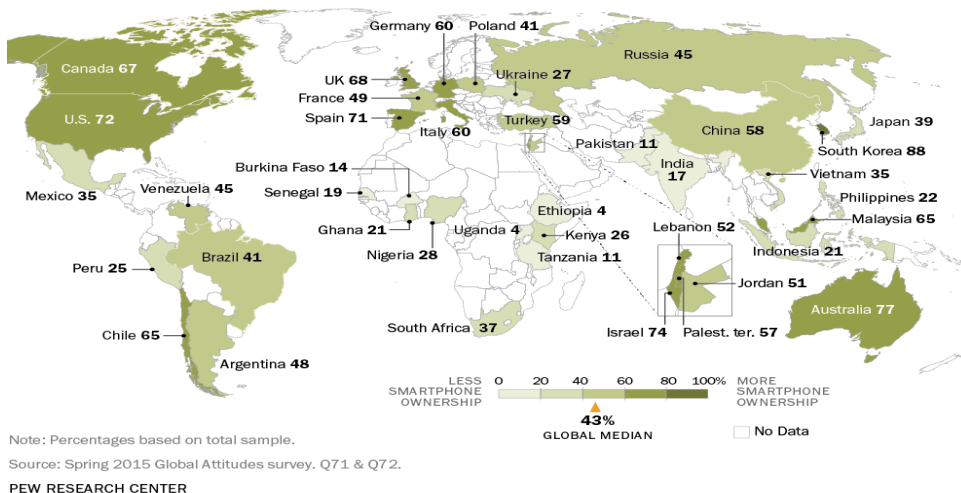 Germany 60
Poland 41
Russia 45
Canada 67
UK 68
Ukraine 27
France 49
U.S. 72
Spain 71
Turkey 59
Japan 39
Italy 60
China 58
Pakistan 11
South Korea 88
Burkina Faso 14
India
17
Vietnam 35
Mexico 35
Venezuela 45
Senegal 19
Philippines 22
Ethiopia 4
Malaysia 65
Ghana 21
Uganda 4
Kenya 26
Lebanon 52
Nigeria 28
Tanzania 11
Indonesia 21
Brazil 41
Peru 25
Jordan 51
Australia 77
Chile 65
South Africa 37
Israel 74
Palest. ter. 57
Argentina 48
LESS
SMARTPHONE
OWNERSHIP
0 20 40 60 80 100%
MORE
SMARTPHONE
OWNERSHIP
43%
GLOBAL MEDIAN
No Data
Note: Percentages based on total sample.
Source: Spring 2015 Global Attitudes survey. Q71 & Q72.
PEW RESEARCH CENTER